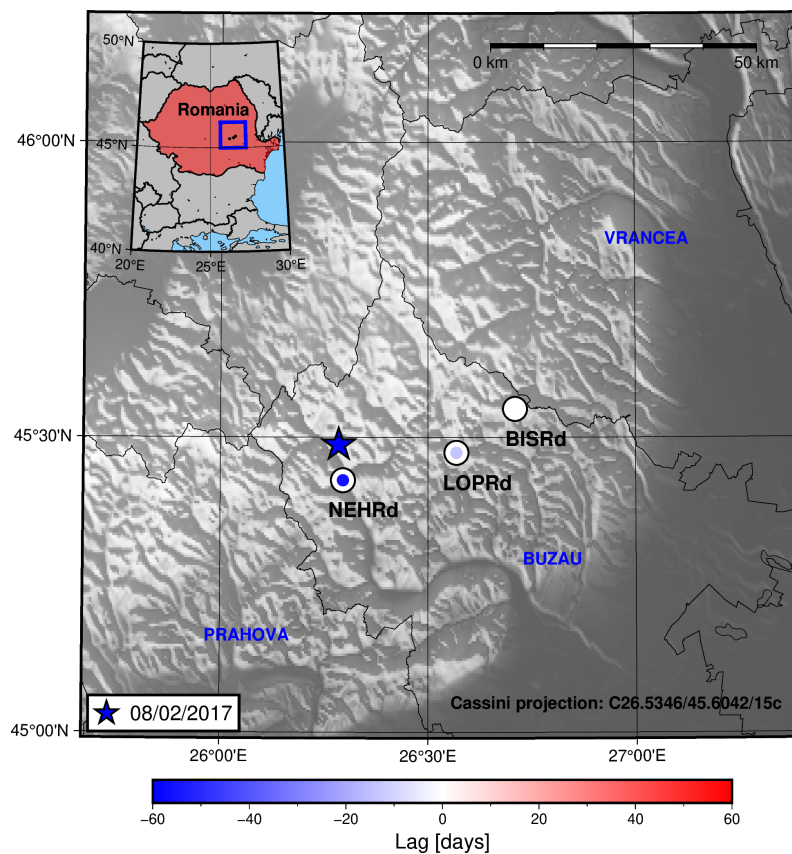 50°N
Romania
45°N
40°N
20°E
25°E
30°E
0 km
50 km
46°00'N
VRANCEA
45°30'N
BISRd
LOPRd
NEHRd
BUZAU
PRAHOVA
08/02/2017
Cassini projection: C26.5346/45.6042/15c
45°00'N
26°00'E
26°30'E
27°00'E
−60
−40
−20
0
20
40
60
Lag [days]